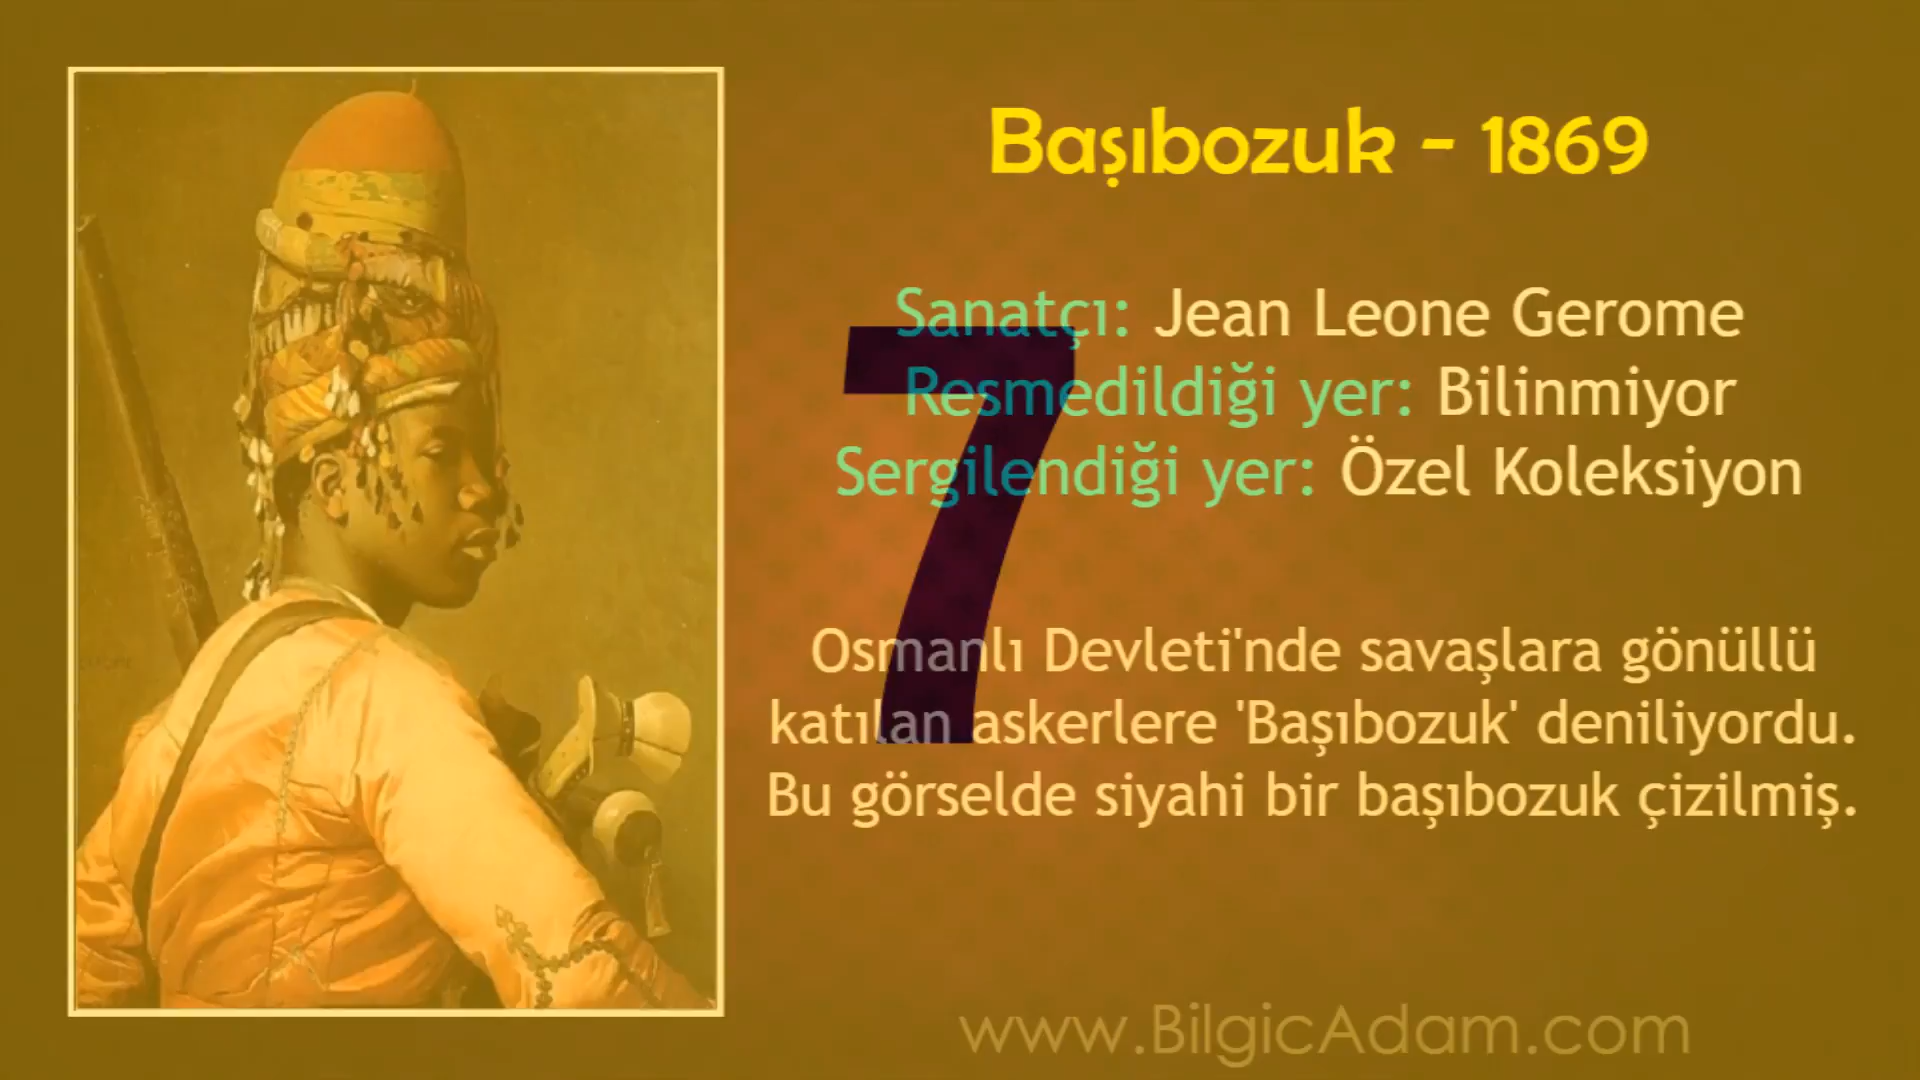 Başıbozuk - 1869
Sanatçı: Jean Leone Gerome
Resmedildiği yer: Bilinmiyor
Sergilendiği yer: Özel Koleksiyon
7
Osmanlı Devleti'nde savaşlara gönüllü
katılan askerlere 'Başıbozuk' deniliyordu.
Bu görselde siyahi bir başıbozuk çizilmiş.
www.BilgicAdam.com